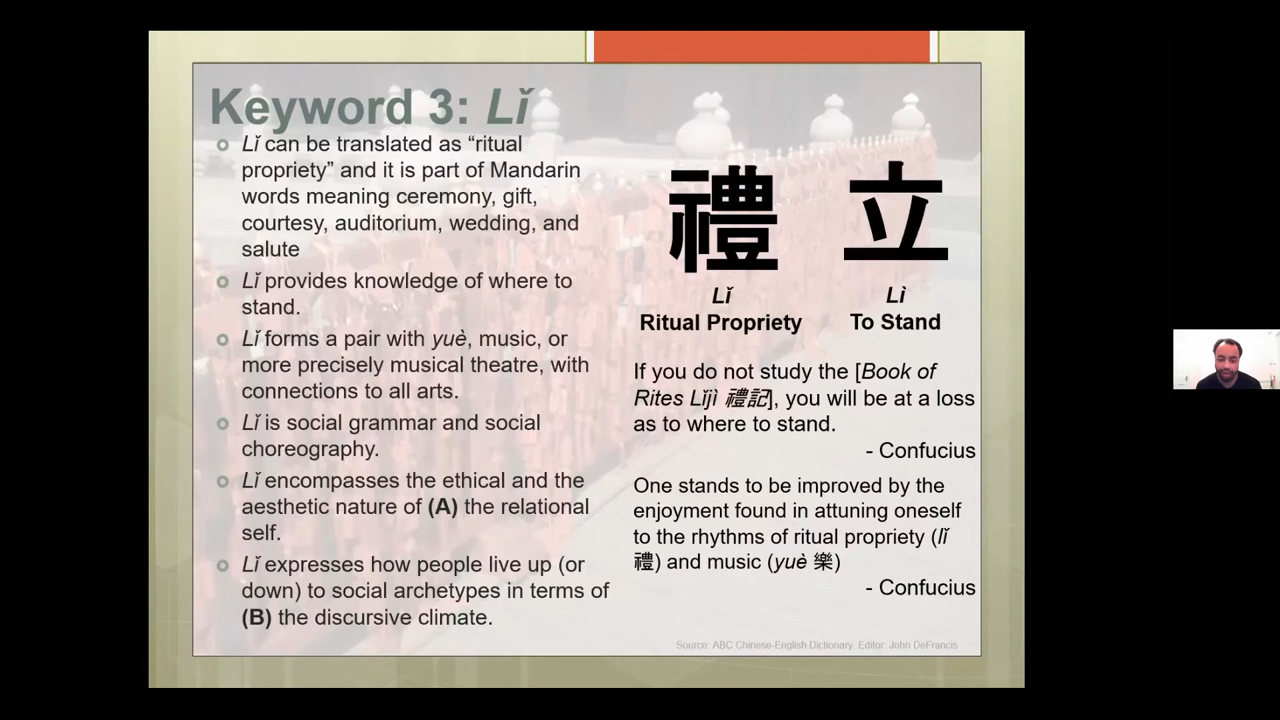 Keyword 3: Lǐ
Lǐ can be translated as “ritual
propriety” and it is part of Mandarin
words meaning ceremony, gift,
courtesy, auditorium, wedding, and
salute
Lǐ provides knowledge of where to
stand.
Lǐ forms a pair with yuè, music, or
more precisely musical theatre, with
connections to all arts.
Lǐ is social grammar and social
choreography.
Lǐ encompasses the ethical and the
aesthetic nature of (A) the relational
self.
Lǐ expresses how people live up (or
down) to social archetypes in terms of
(B) the discursive climate.
禮 立
Lǐ Lì
Ritual Propriety To Stand
If you do not study the [Book of
Rites Lǐjì 禮記], you will be at a loss
as to where to stand.
- Confucius
One stands to be improved by the
enjoyment found in attuning oneself
to the rhythms of ritual propriety (lǐ
禮) and music (yuè 樂)
- Confucius
Source: ABC Chinese-English Dictionary. Editor: John DeFrancis